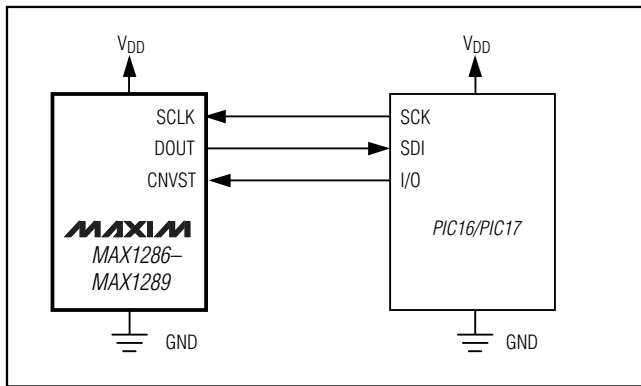 VDD VDD
SCLK SCK
DOUT SDI
CNVST I/O
MAXIM
MAX1286–
MAX1289
PIC16/PIC17
GND GND